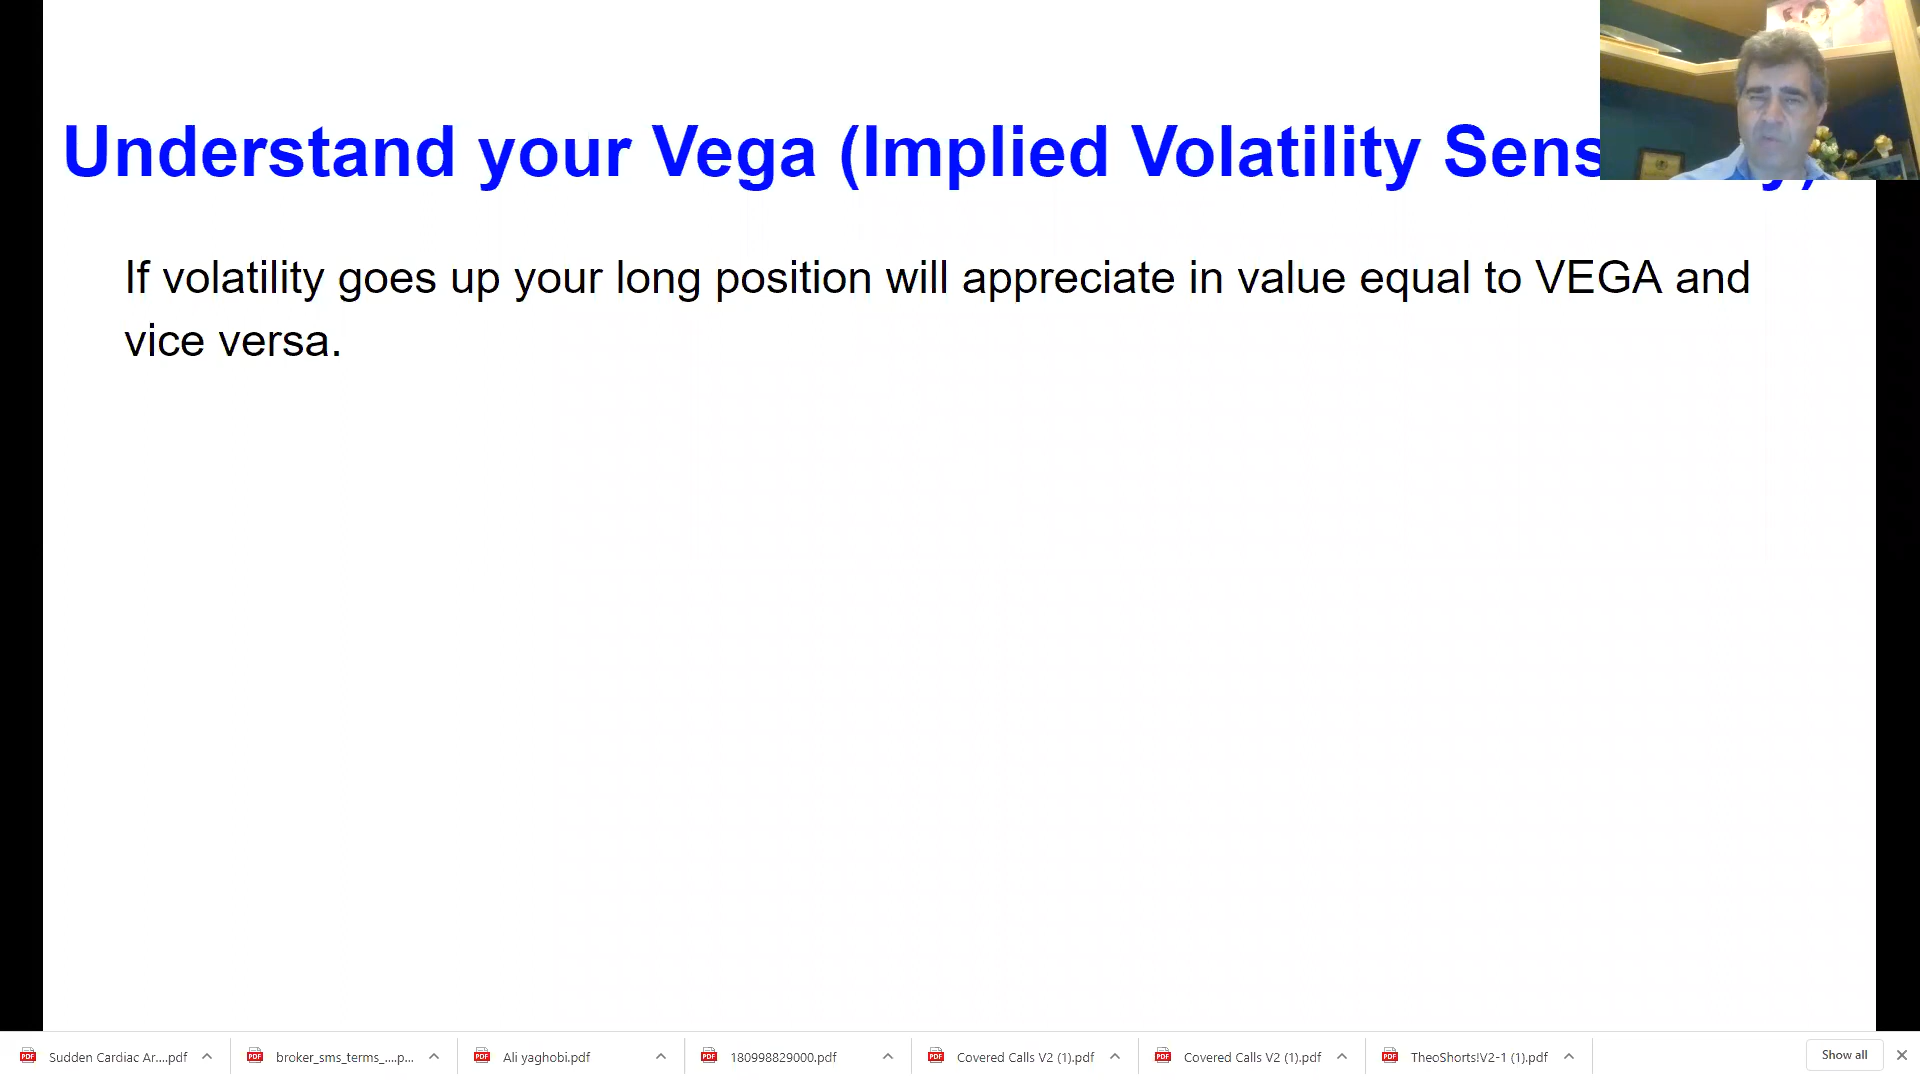 Understand your Vega (Implied Volatility Sens
If volatility goes up your long position will appreciate in value equal to VEGA and
vice versa.
Sudden Cardiac Ar....pdf
broker_sms_terms_....p...
Ali yaghobi.pdf
180998829000.pdf
Covered Calls V2 (1).pdf
Covered Calls V2 (1).pdf
TheoShorts!V2-1 (1).pdf
Show all